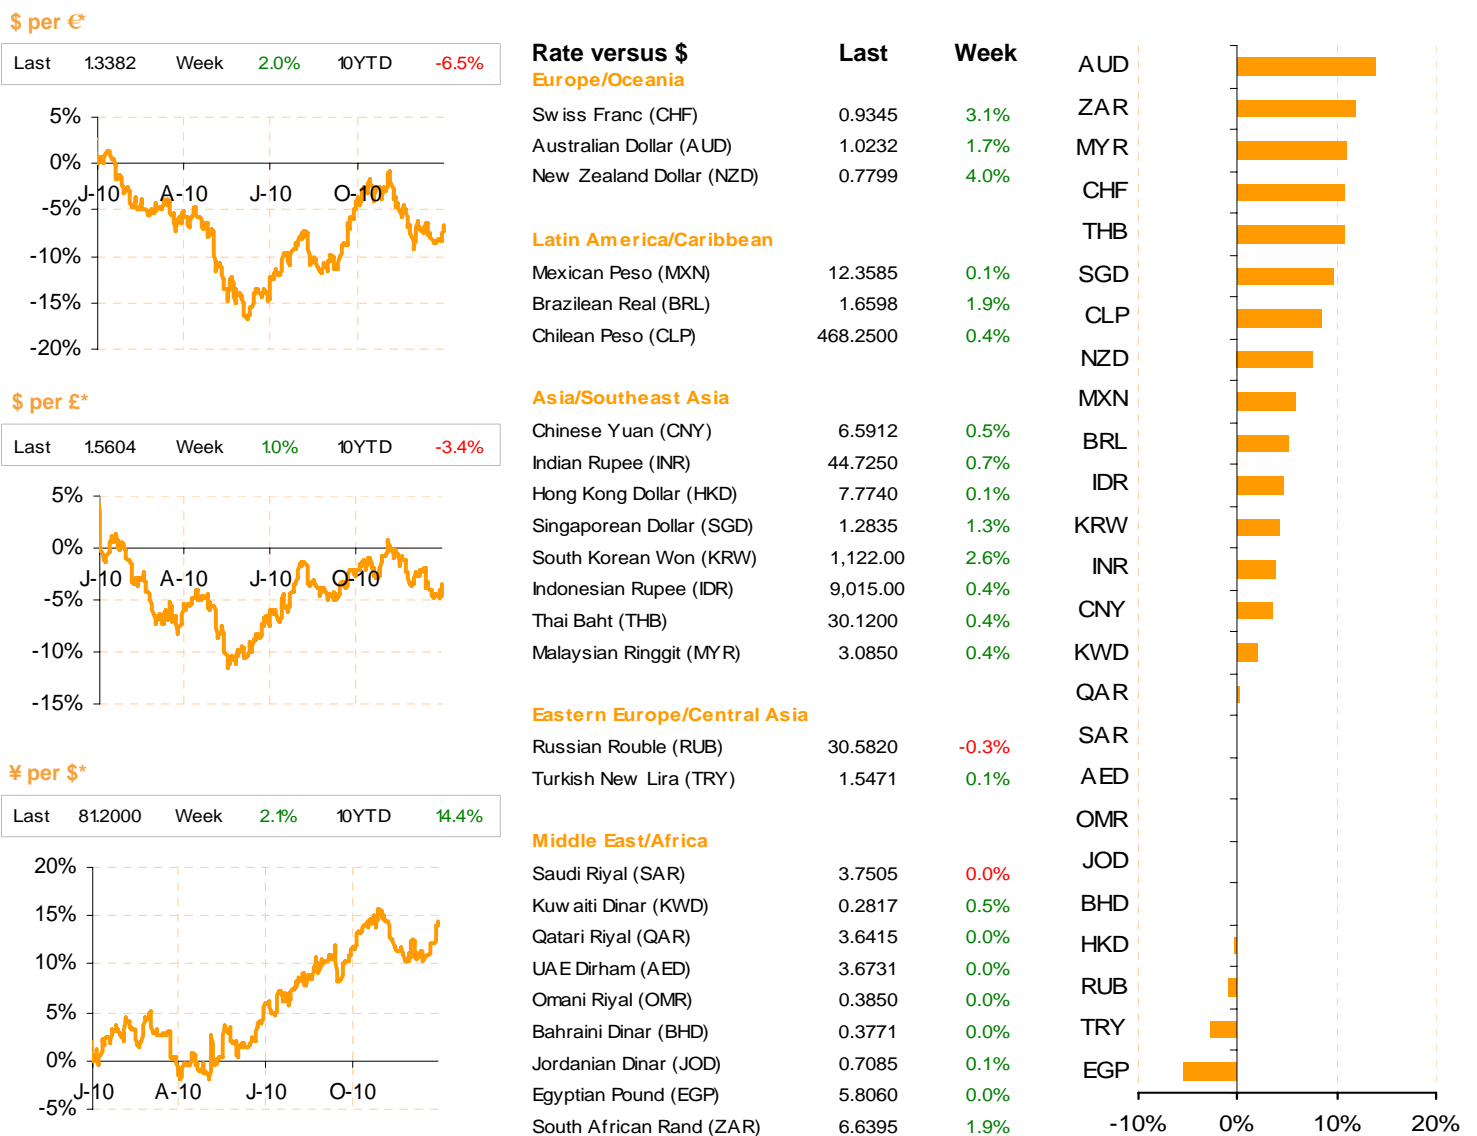 $ per €*
Last 1.3382 Week 2.0% 10YTD -6.5%
5%
0%
J-10 A-10 J-10 O-10
-5%
-10%
-15%
-20%
$ per £*
Last 1.5604 Week 1.0% 10YTD -3.4%
5%
0%
J-10 A-10 J-10 O-10
-5%
-10%
-15%
¥ per $*
Last 81.2000 Week 2.1% 10YTD 14.4%
20%
15%
10%
5%
0%
J-10 A-10 J-10 O-10
-5%
Rate versus $ Last Week
Europe/Oceania
Swiss Franc (CHF) 0.9345 3.1%
Australian Dollar (AUD) 1.0232 1.7%
New Zealand Dollar (NZD) 0.7799 4.0%
Latin America/Caribbean
Mexican Peso (MXN) 12.3585 0.1%
Brazilean Real (BRL) 1.6598 1.9%
Chilean Peso (CLP) 468.2500 0.4%
Asia/Southeast Asia
Chinese Yuan (CNY) 6.5912 0.5%
Indian Rupee (INR) 44.7250 0.7%
Hong Kong Dollar (HKD) 7.7740 0.1%
Singaporean Dollar (SGD) 1.2835 1.3%
South Korean Won (KRW) 1,122.00 2.6%
Indonesian Rupee (IDR) 9,015.00 0.4%
Thai Baht (THB) 30.1200 0.4%
Malaysian Ringgit (MYR) 3.0850 0.4%
Eastern Europe/Central Asia
Russian Rouble (RUB) 30.5820 -0.3%
Turkish New Lira (TRY) 1.5471 0.1%
Middle East/Africa
Saudi Riyal (SAR) 3.7505 0.0%
Kuwaiti Dinar (KWD) 0.2817 0.5%
Qatari Riyal (QAR) 3.6415 0.0%
UAE Dirham (AED) 3.6731 0.0%
Omani Riyal (OMR) 0.3850 0.0%
Bahraini Dinar (BHD) 0.3771 0.0%
Jordanian Dinar (JOD) 0.7085 0.1%
Egyptian Pound (EGP) 5.8060 0.0%
South African Rand (ZAR) 6.6395 1.9%
AUD
ZAR
MYR
CHF
THB
SGD
CLP
NZD
MXN
BRL
IDR
KRW
INR
CNY
KWD
QAR
SAR
AED
OMR
JOD
BHD
HKD
RUB
TRY
EGP
-10% 0% 10% 20%